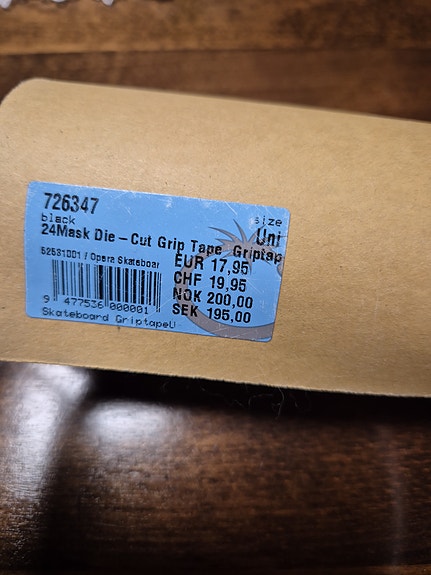 726347
black
size
24Mask Die-Cut Grip Tape Griptap
Uni
52531001 / Opera Skateboar
EUR 17,95
CHF 19,95
NOK 200,00
SEK 195,00
9 477536 000001
Skateboard GriptapeU